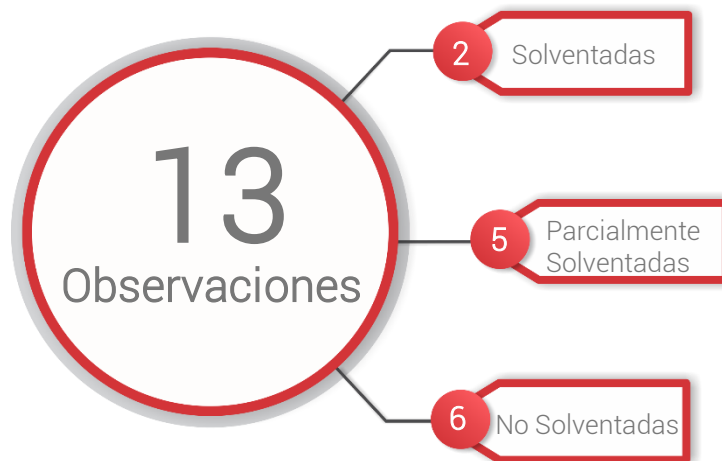 13
Observaciones
2
Solventadas
5
Parcialmente
Solventadas
6
No Solventadas